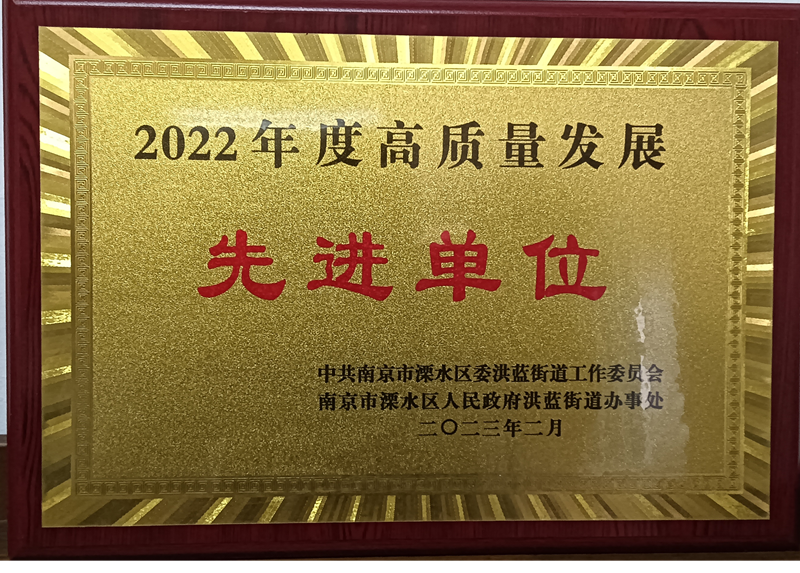 2022年度高质量发展
先进单位
中共南京市溧水区委洪蓝街道工作委员会
南京市溧水区人民政府洪蓝街道办事处
二〇二三年二月